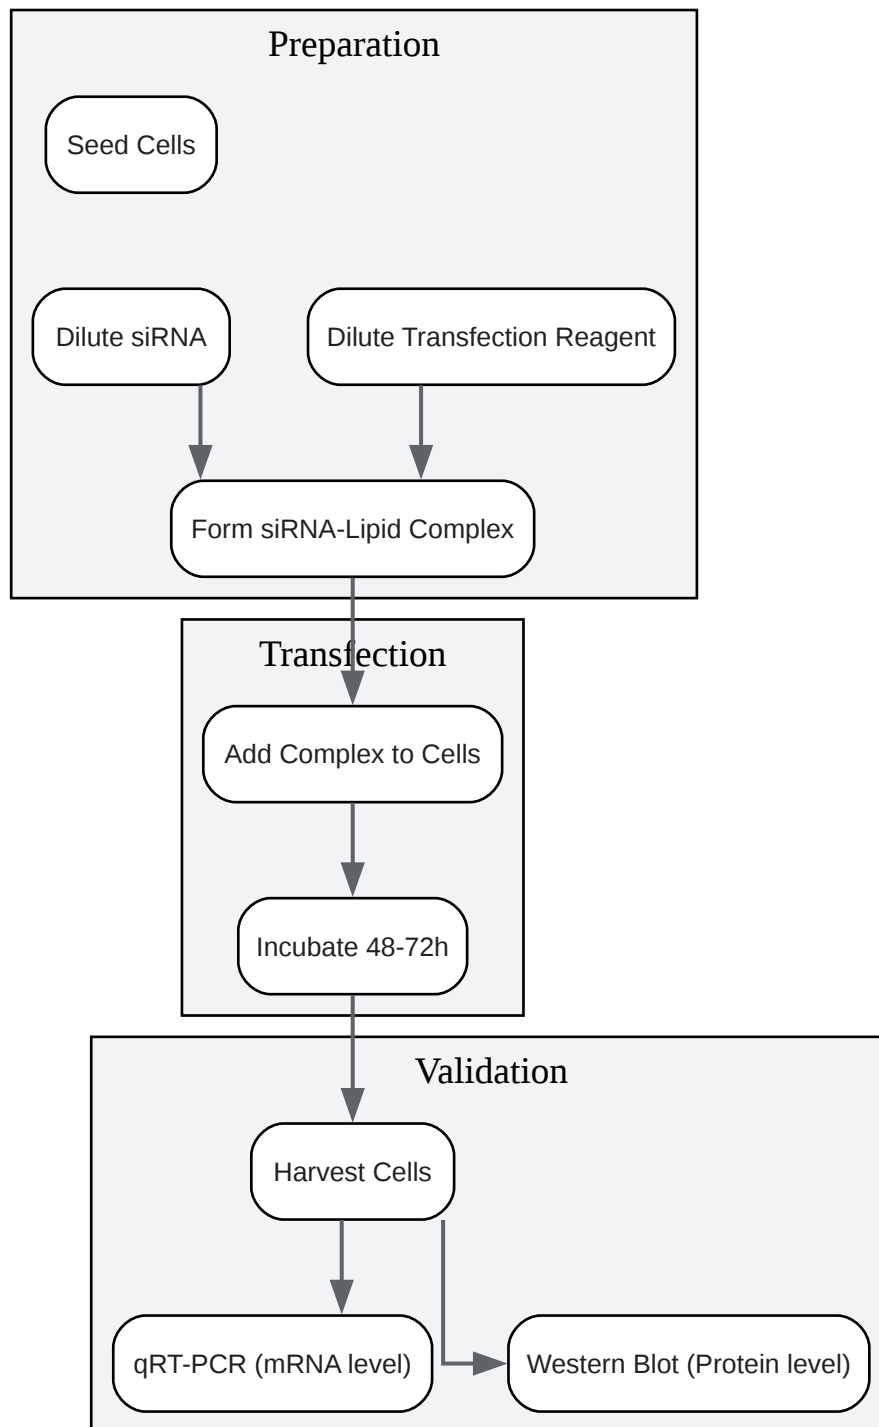 Preparation
Seed Cells
Dilute siRNA
Dilute Transfection Reagent
Form siRNA-Lipid Complex
Transfection
Add Complex to Cells
Incubate 48-72h
Validation
Harvest Cells
qRT-PCR (mRNA level)
Western Blot (Protein level)